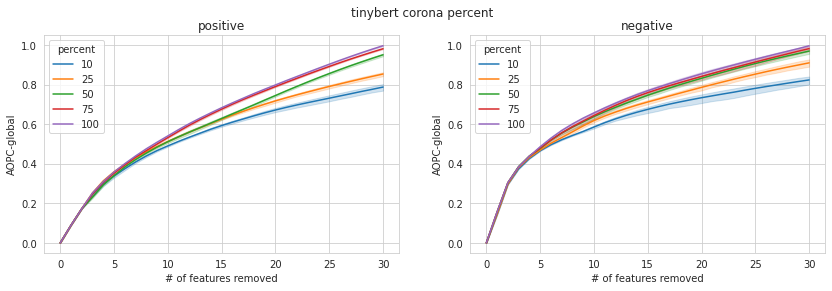 tinybert corona percent
positive
AOPC-global
1.0
0.8
0.6
0.4
0.2
0.0
percent
10
25
50
75
100
0 5 10 15 20 25 30
# of features removed
negative
AOPC-global
1.0
0.8
0.6
0.4
0.2
0.0
percent
10
25
50
75
100
0 5 10 15 20 25 30
# of features removed